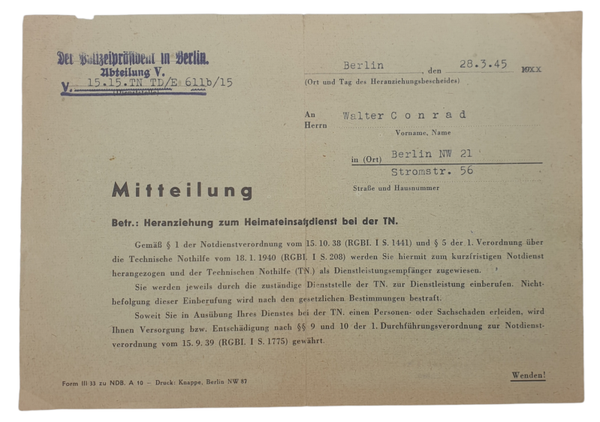 Der Polizeipräsident in Berlin.
Abteilung V.
V. 15.15.TN TD/E 611b/15
Berlin, den 28.3.45
(Ort und Tag des Heranziehungsbescheides)
An
Herrn Walter Conrad
Vorname, Name
in (Ort) Berlin NW 21
Stromstr. 56
Straße und Hausnummer
Mitteilung
Betr.: Heranziehung zum Heimateinsatzdienst bei der TN.
Gemäß § 1 der Notdienstverordnung vom 15.10.38 (RGBl. I S. 1441) und § 5 der 1. Verordnung über
die Technische Nothilfe vom 18.1.1940 (RGBl. I S. 208) werden Sie hiermit zum kurzfristigen Notdienst
herangezogen und der Technischen Nothilfe (TN.) als Dienstleistungsempfänger zugewiesen.
Sie werden jeweils durch die zuständige Dienststelle der TN. zur Dienstleistung einberufen. Nicht-
befolgung dieser Einberufung wird nach den gesetzlichen Bestimmungen bestraft.
Soweit Sie in Ausübung Ihres Dienstes bei der TN. einen Personen- oder Sachschaden erleiden, wird
Ihnen Versorgung bzw. Entschädigung nach §§ 9 und 10 der 1. Durchführungsverordnung zur Notdienst-
verordnung vom 15.9.39 (RGBl. I S. 1775) gewährt.
Wenden!
Form III 33 zu NDB. A 10 – Druck: Knappe, Berlin NW 87